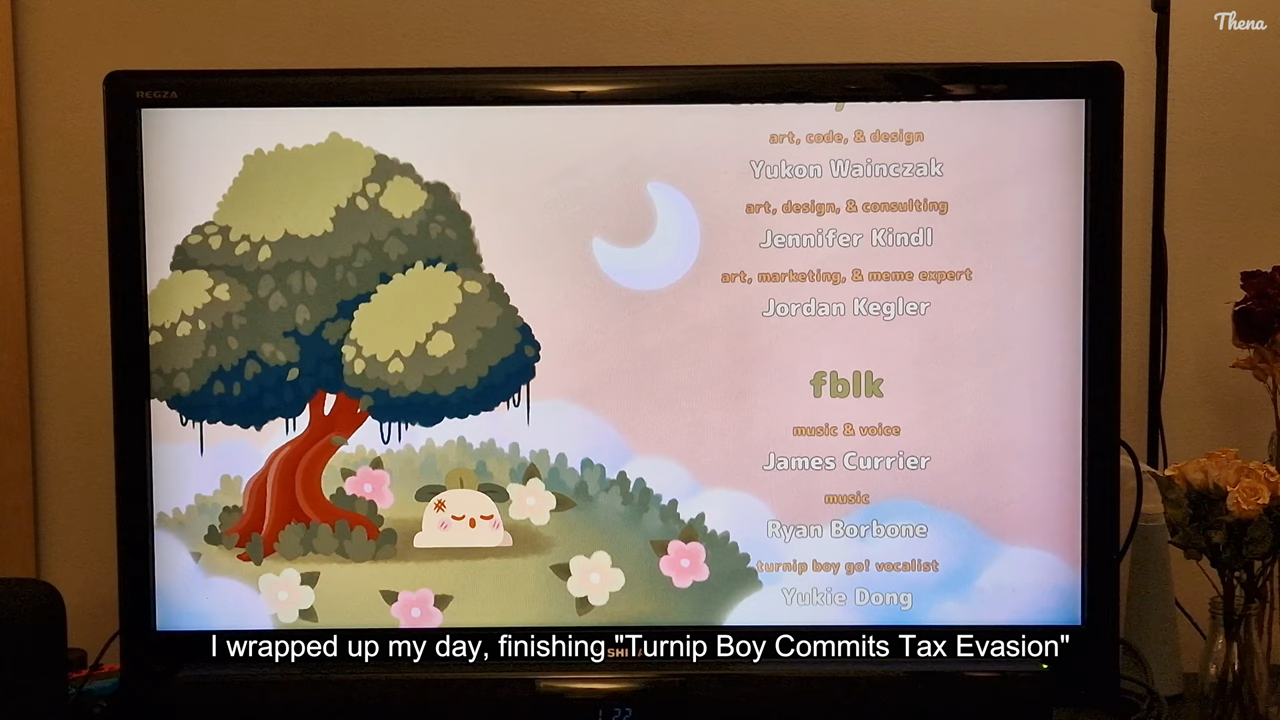 Thena
REGZA
art, code, & design
Yukon Wainczak
art, design, & consulting
Jennifer Kindl
art, marketing, & meme expert
Jordan Kegler
fblk
music & voice
James Currier
music
Ryan Borbone
turnip boy go! vocalist
Yukie Dong
I wrapped up my day, finishing "Turnip Boy Commits Tax Evasion"